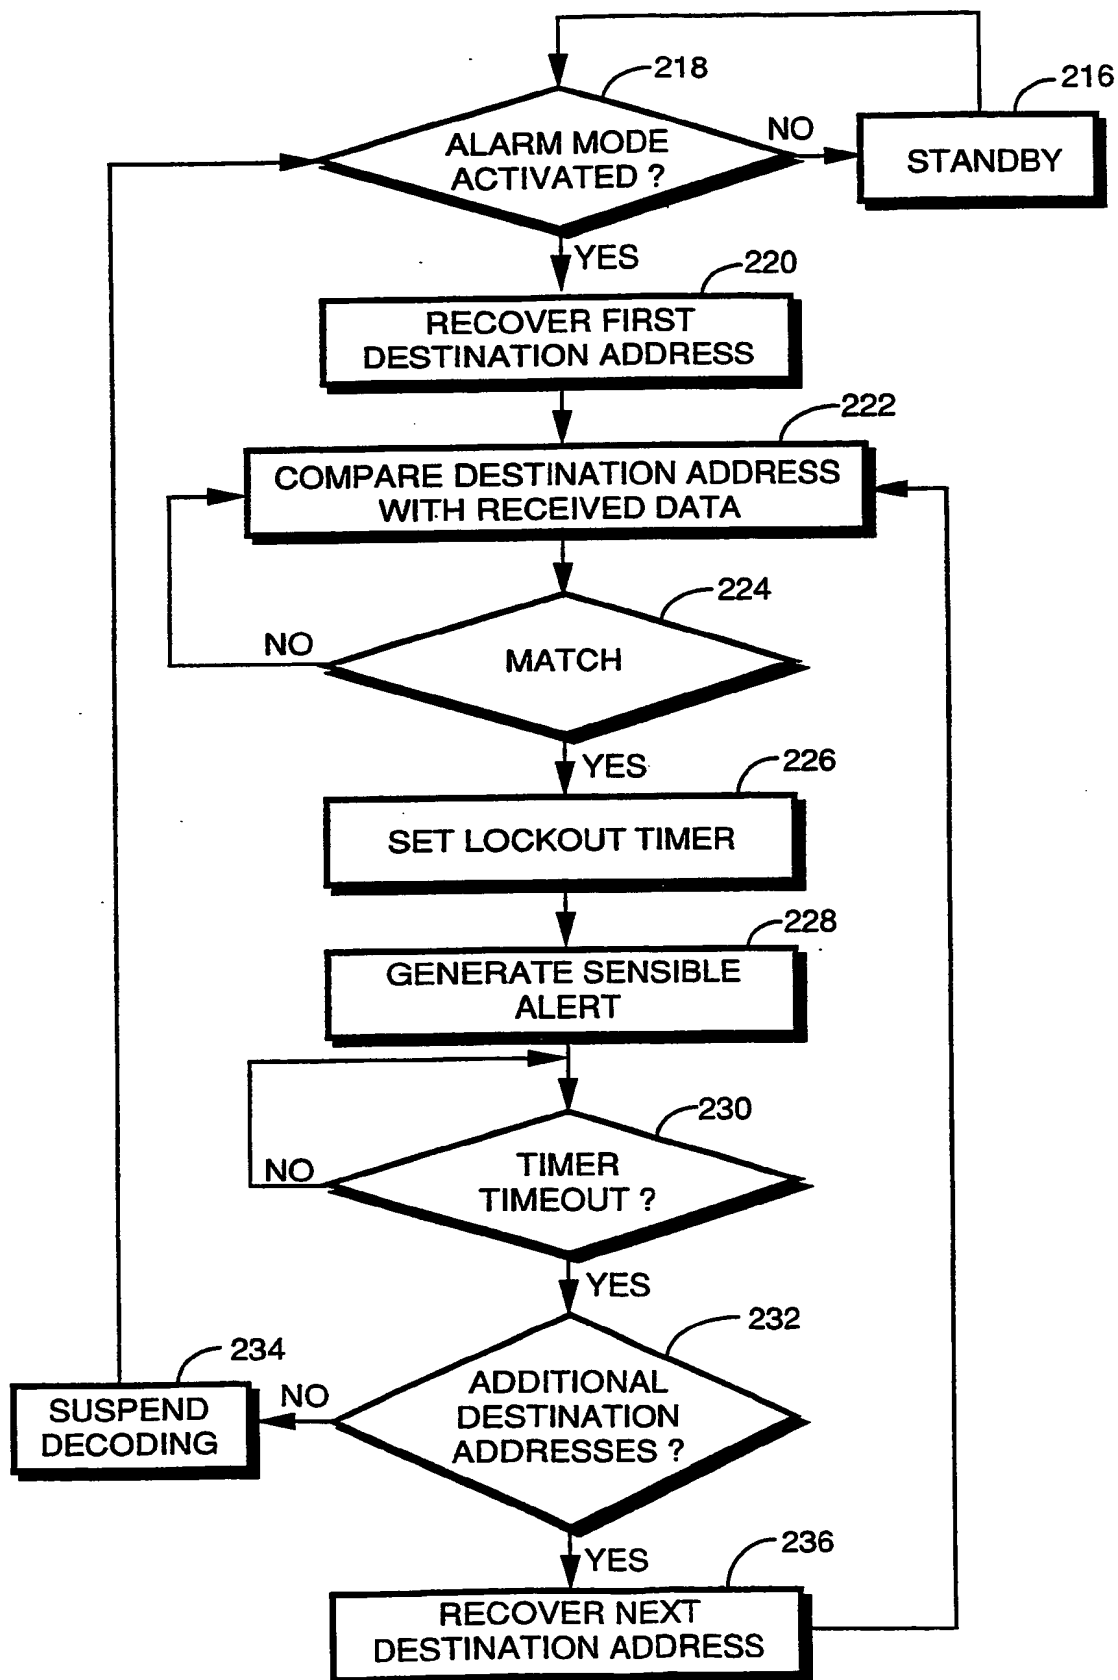 218
216
ALARM MODE
ACTIVATED ?
NO
STANDBY
YES
220
RECOVER FIRST
DESTINATION ADDRESS
222
COMPARE DESTINATION ADDRESS
WITH RECEIVED DATA
224
NO
MATCH
YES
226
SET LOCKOUT TIMER
228
GENERATE SENSIBLE
ALERT
230
NO
TIMER
TIMEOUT ?
YES
232
234
NO
SUSPEND
DECODING
ADDITIONAL
DESTINATION
ADDRESSES ?
YES
236
RECOVER NEXT
DESTINATION ADDRESS